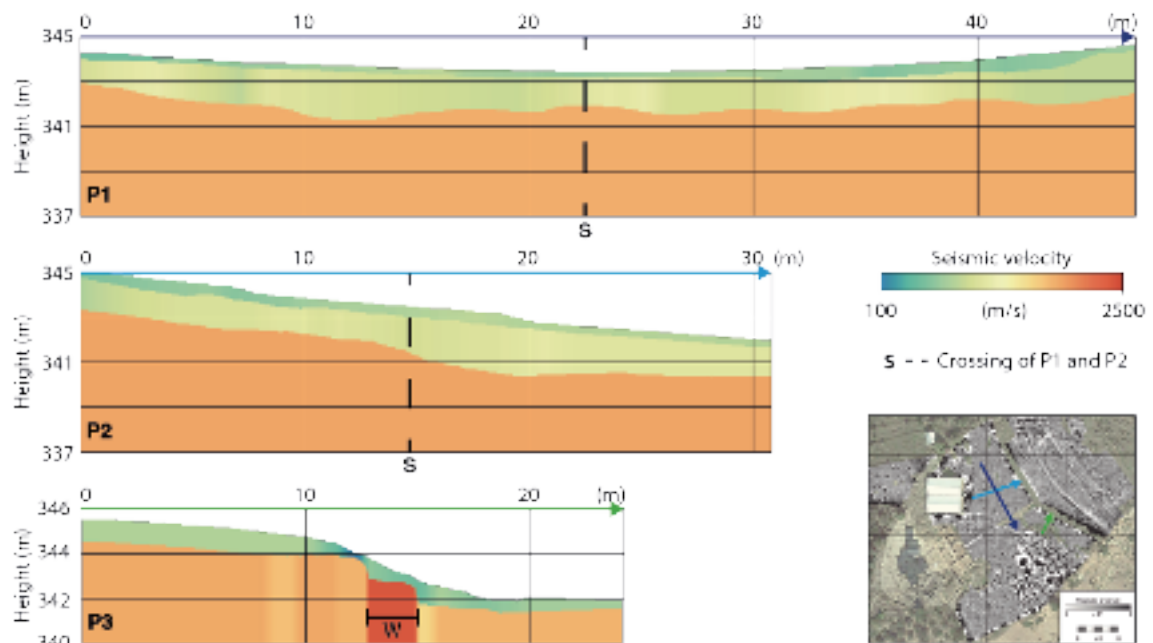 0 10 20 30 40 (m)
345
341
337
Height (m)
P1
S
0 10 20 30 (m)
345
341
337
Height (m)
P2
S
Seismic velocity
100 (m/s) 2500
S - - Crossing of P1 and P2
0 10 20 (m)
346
344
342
340
Height (m)
P3
W